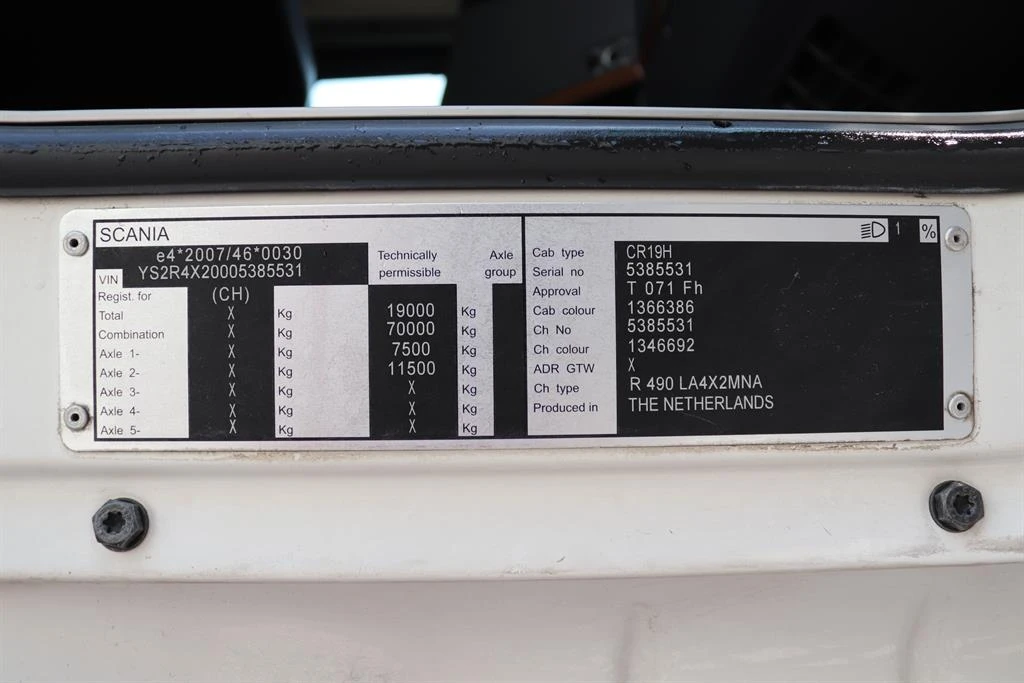 SCANIA
e4*2007/46*0030
VIN YS2R4X20005385531
Technically permissible Axle group
Regist. for (CH)
Total X Kg 19000 Kg
Combination X Kg 70000 Kg
Axle 1- X Kg 7500 Kg
Axle 2- X Kg 11500 Kg
Axle 3- X Kg X Kg
Axle 4- X Kg X Kg
Axle 5- X Kg X Kg
1 %
Cab type CR19H
Serial no 5385531
Approval T 071 Fh
Cab colour 1366386
Ch No 5385531
Ch colour 1346692
ADR GTW X
Ch type R 490 LA4X2MNA
Produced in THE NETHERLANDS